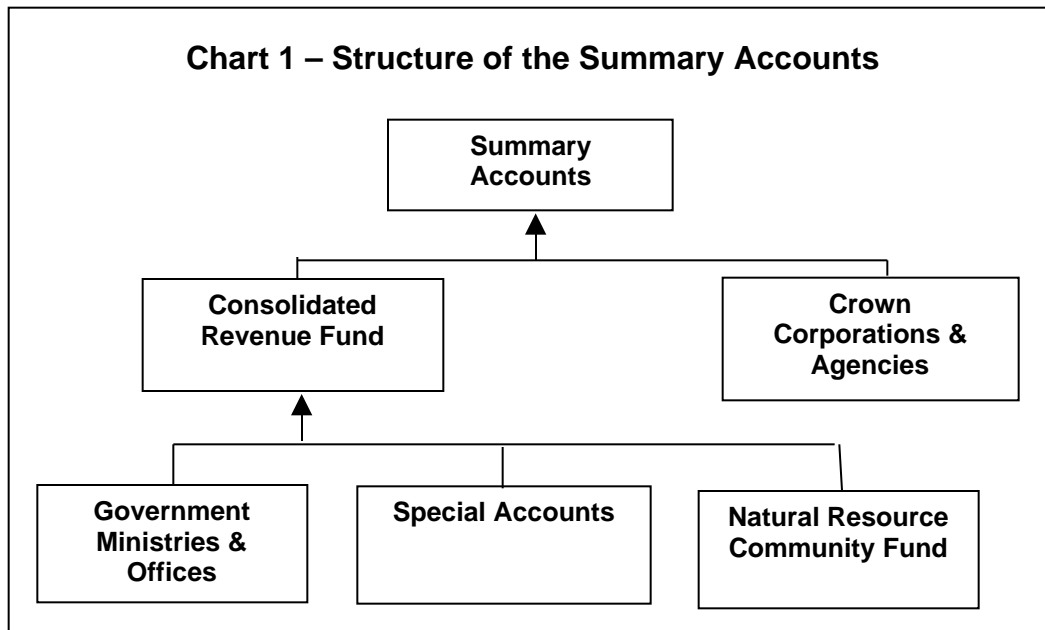 Chart 1 – Structure of the Summary Accounts
Summary
Accounts
Consolidated
Revenue Fund
Crown
Corporations &
Agencies
Government
Ministries &
Offices
Special Accounts
Natural Resource
Community Fund